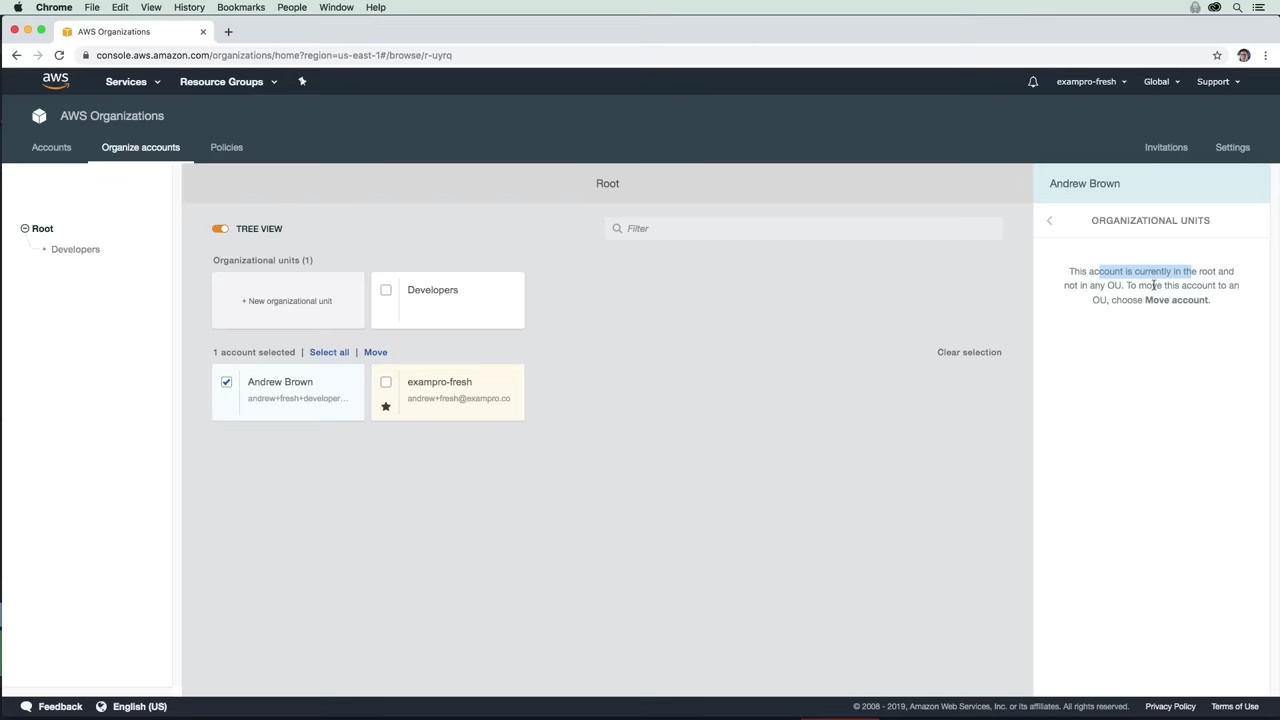 Chrome File Edit View History Bookmarks People Window Help
AWS Organizations
console.aws.amazon.com/organizations/home?region=us-east-1#/browse/r-uyrq
aws Services Resource Groups exampro-fresh Global Support
AWS Organizations
Accounts Organize accounts Policies Invitations Settings
Root Andrew Brown
ORGANIZATIONAL UNITS
Root TREE VIEW Filter
Developers
Organizational units (1)
This account is currently in the root and
not in any OU. To move this account to an
OU, choose Move account.
+ New organizational unit Developers
1 account selected | Select all | Move Clear selection
Andrew Brown exampro-fresh
andrew+fresh+developer... andrew+fresh@exampro.co
Feedback English (US) © 2008 - 2019, Amazon Web Services, Inc. or its affiliates. All rights reserved. Privacy Policy Terms of Use